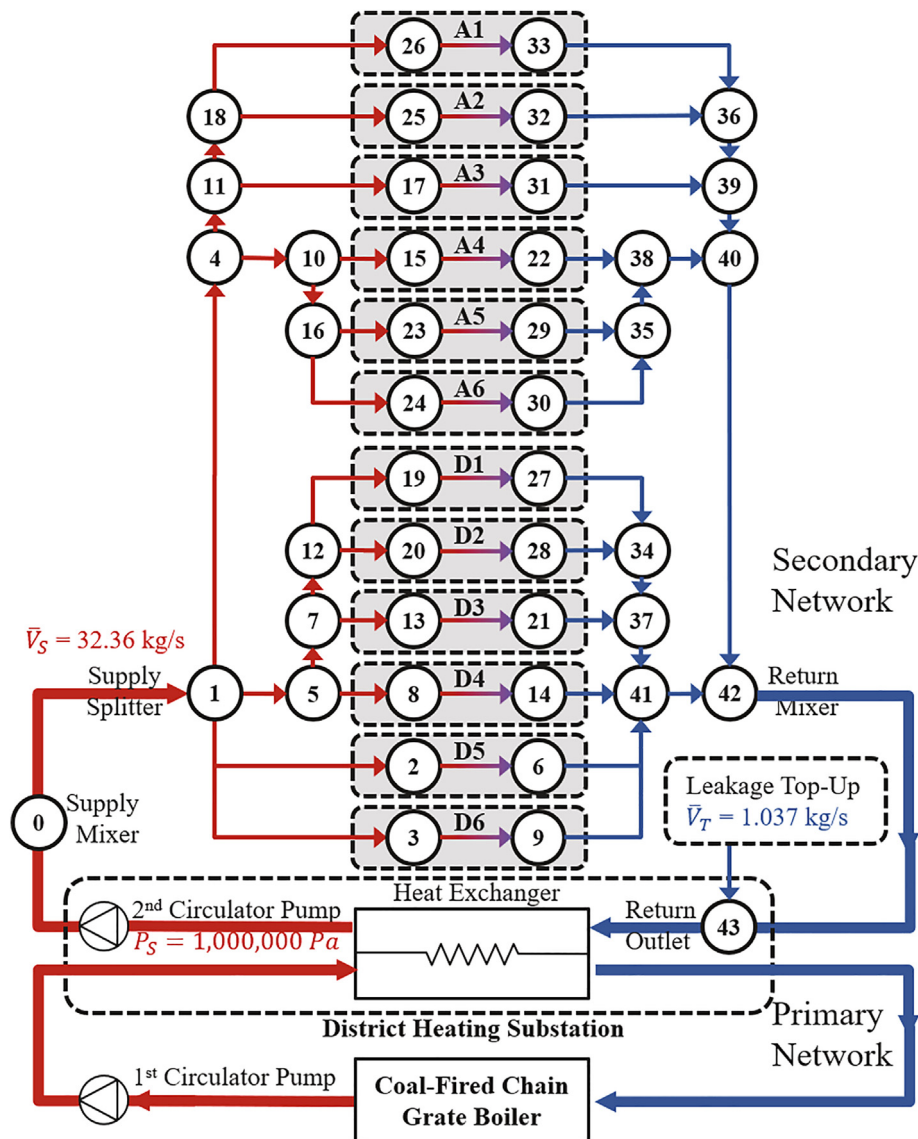 A1
26
33
A2
18
25
32
36
A3
11
17
31
39
A4
4
10
15
22
38
40
A5
16
23
29
35
A6
24
30
D1
19
27
D2
12
20
28
34
Secondary
Network
D3
7
13
21
37
V̄_S = 32.36 kg/s
D4
Supply
Splitter
1
5
8
14
41
42
Return
Mixer
D5
2
6
Leakage Top-Up
V̄_T = 1.037 kg/s
0
Supply
Mixer
D6
3
9
Heat Exchanger
2nd Circulator Pump
P_S = 1,000,000 Pa
Return
Outlet
43
District Heating Substation
Primary
Network
1st Circulator Pump
Coal-Fired Chain
Grate Boiler